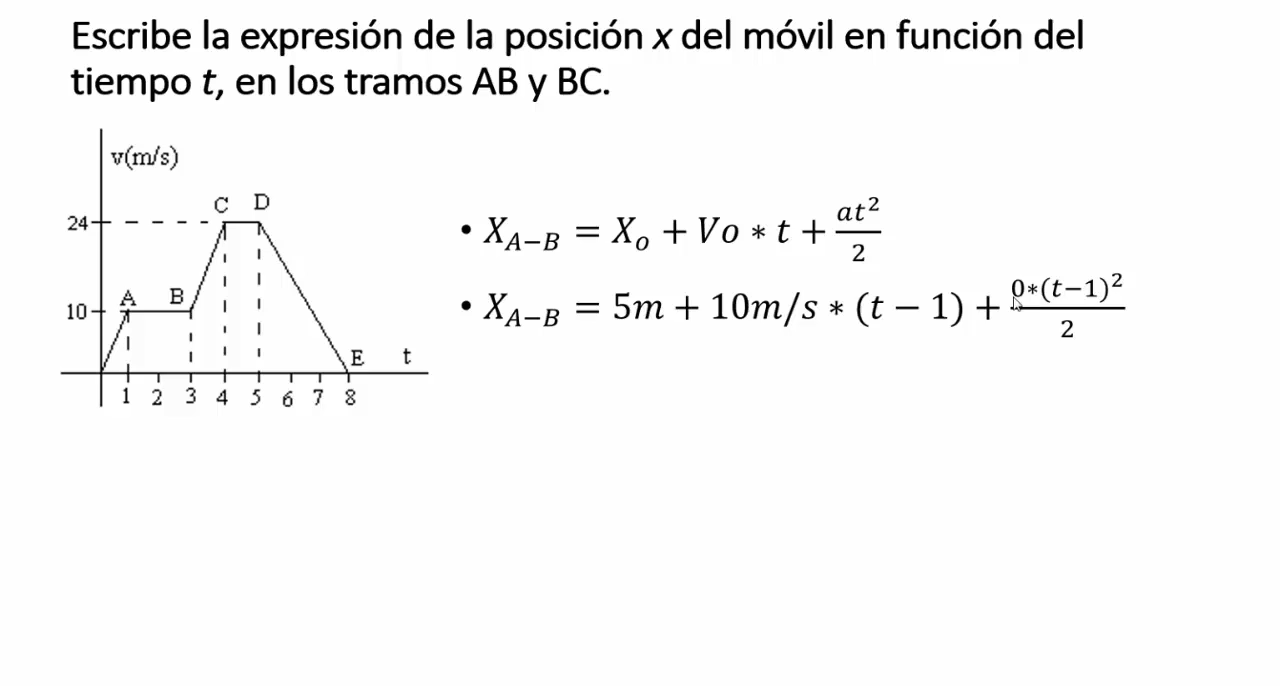 Escribe la expresión de la posición x del móvil en función del
tiempo t, en los tramos AB y BC.
v(m/s)
C D
24
A B
10
E t
1 2 3 4 5 6 7 8
• X_{A−B} = X_o + Vo ∗ t + \frac{at^2}{2}
• X_{A−B} = 5m + 10m/s ∗ (t − 1) + \frac{0∗(t−1)^2}{2}